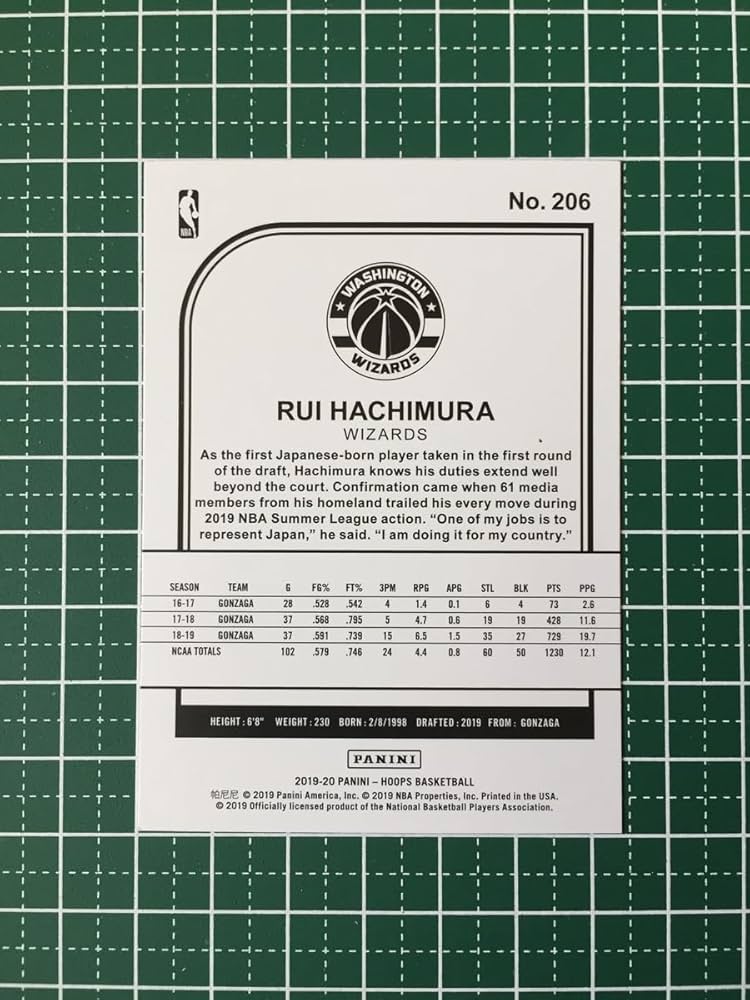 No. 206
NBA
WASHINGTON
WIZARDS
RUI HACHIMURA
WIZARDS
As the first Japanese-born player taken in the first round
of the draft, Hachimura knows his duties extend well
beyond the court. Confirmation came when 61 media
members from his homeland trailed his every move during
2019 NBA Summer League action. “One of my jobs is to
represent Japan,” he said. “I am doing it for my country.”
SEASON TEAM G FG% FT% 3PM RPG APG STL BLK PTS PPG
16-17 GONZAGA 28 .528 .542 4 1.4 0.1 6 4 73 2.6
17-18 GONZAGA 37 .568 .795 5 4.7 0.6 19 19 428 11.6
18-19 GONZAGA 37 .591 .739 15 6.5 1.5 35 27 729 19.7
NCAA TOTALS 102 .579 .746 24 4.4 0.8 60 50 1230 12.1
HEIGHT: 6'8" WEIGHT: 230 BORN: 2/8/1998 DRAFTED: 2019 FROM: GONZAGA
PANINI
2019-20 PANINI – HOOPS BASKETBALL
帕尼尼 © 2019 Panini America, Inc. © 2019 NBA Properties, Inc. Printed in the USA.
© 2019 Officially licensed product of the National Basketball Players Association.